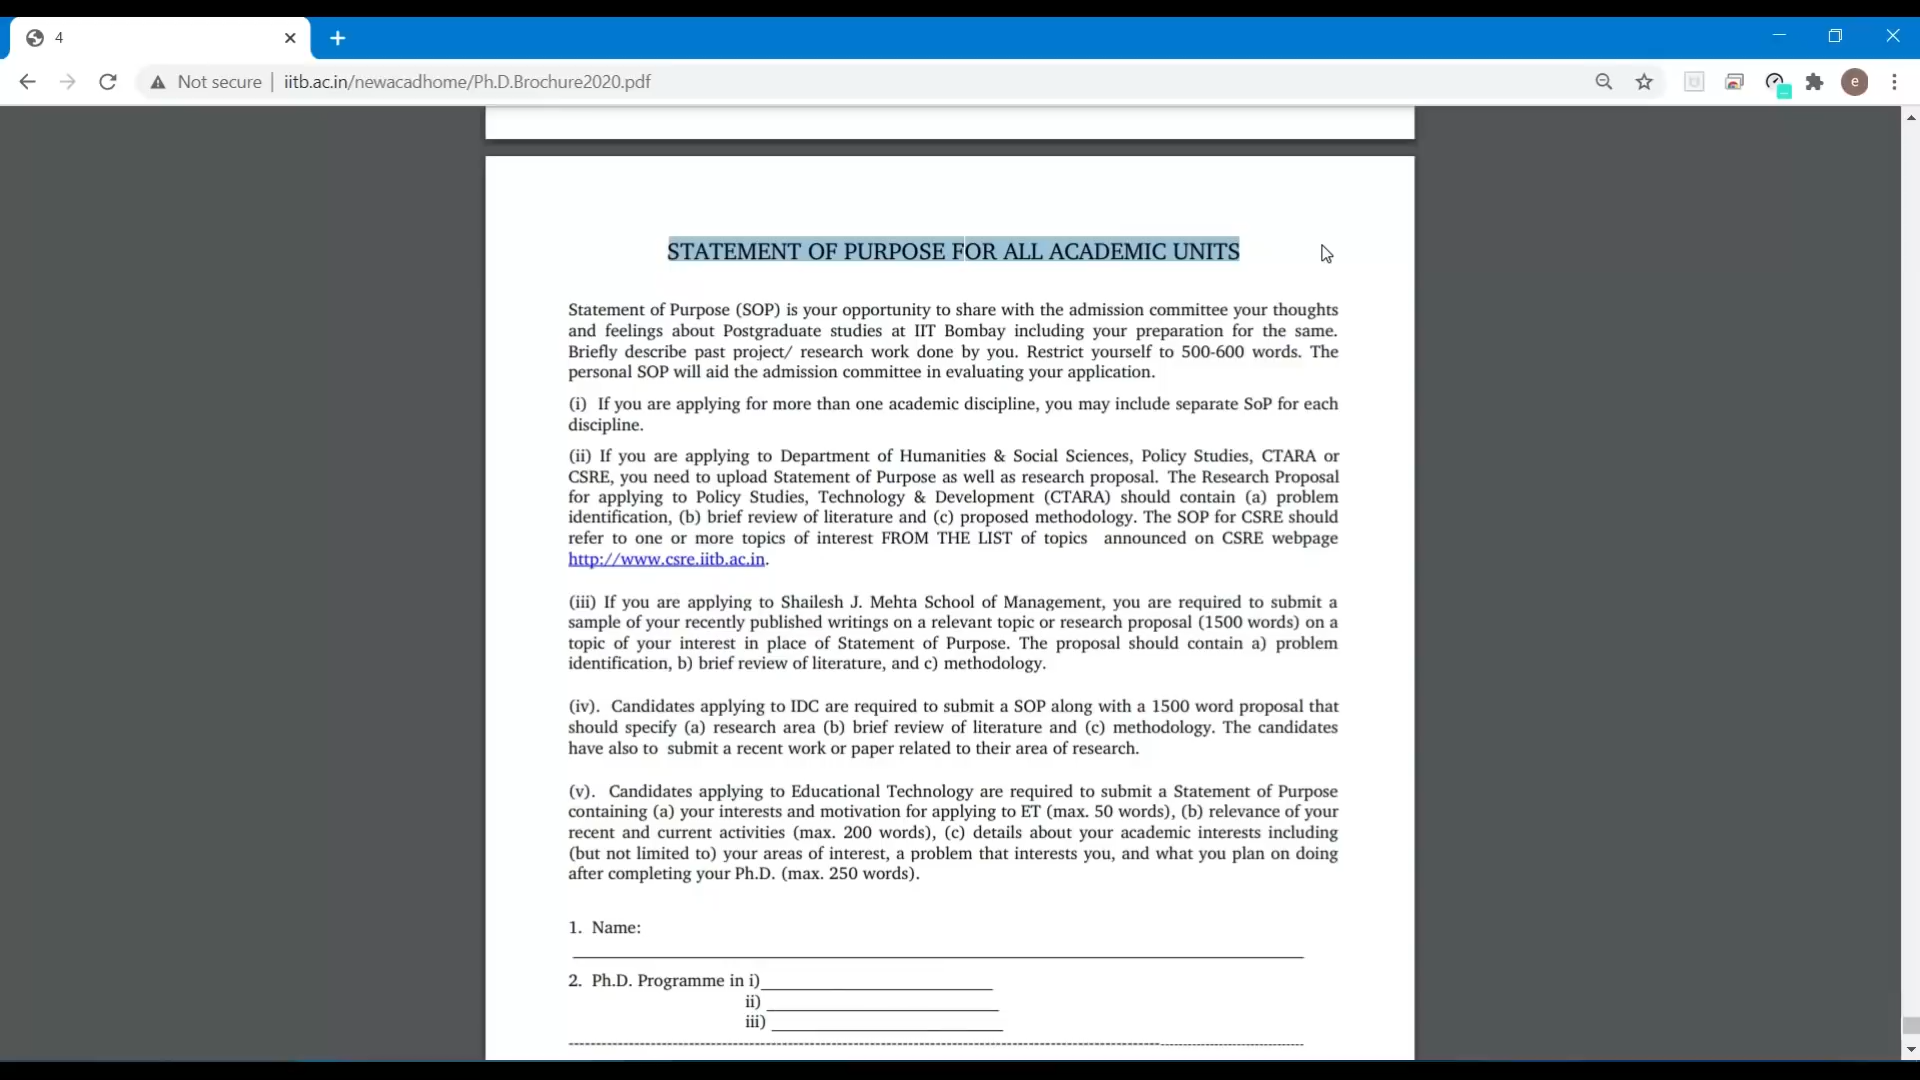 4
Not secure | iitb.ac.in/newacadhome/Ph.D.Brochure2020.pdf
e
STATEMENT OF PURPOSE FOR ALL ACADEMIC UNITS
Statement of Purpose (SOP) is your opportunity to share with the admission committee your thoughts
and feelings about Postgraduate studies at IIT Bombay including your preparation for the same.
Briefly describe past project/ research work done by you. Restrict yourself to 500-600 words. The
personal SOP will aid the admission committee in evaluating your application.
(i) If you are applying for more than one academic discipline, you may include separate SoP for each
discipline.
(ii) If you are applying to Department of Humanities & Social Sciences, Policy Studies, CTARA or
CSRE, you need to upload Statement of Purpose as well as research proposal. The Research Proposal
for applying to Policy Studies, Technology & Development (CTARA) should contain (a) problem
identification, (b) brief review of literature and (c) proposed methodology. The SOP for CSRE should
refer to one or more topics of interest FROM THE LIST of topics announced on CSRE webpage
http://www.csre.iitb.ac.in.
(iii) If you are applying to Shailesh J. Mehta School of Management, you are required to submit a
sample of your recently published writings on a relevant topic or research proposal (1500 words) on a
topic of your interest in place of Statement of Purpose. The proposal should contain a) problem
identification, b) brief review of literature, and c) methodology.
(iv). Candidates applying to IDC are required to submit a SOP along with a 1500 word proposal that
should specify (a) research area (b) brief review of literature and (c) methodology. The candidates
have also to submit a recent work or paper related to their area of research.
(v). Candidates applying to Educational Technology are required to submit a Statement of Purpose
containing (a) your interests and motivation for applying to ET (max. 50 words), (b) relevance of your
recent and current activities (max. 200 words), (c) details about your academic interests including
(but not limited to) your areas of interest, a problem that interests you, and what you plan on doing
after completing your Ph.D. (max. 250 words).
1. Name:
2. Ph.D. Programme in i)
ii)
iii)